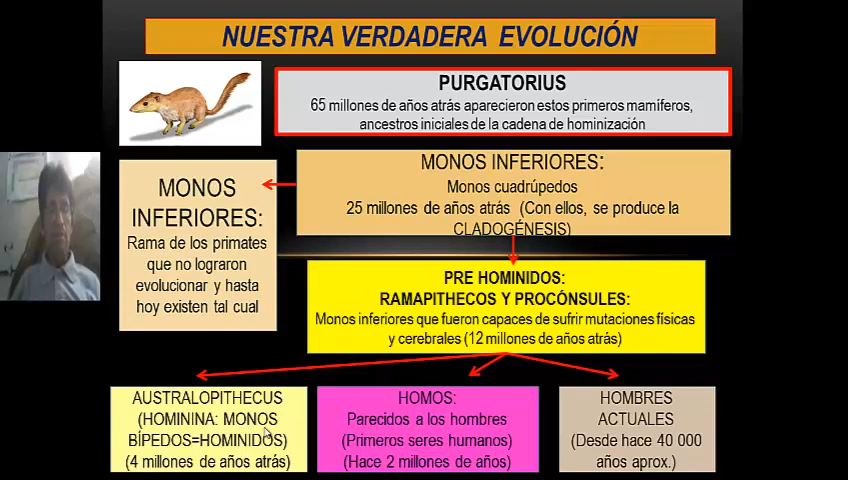 NUESTRA VERDADERA EVOLUCIÓN
PURGATORIUS
65 millones de años atrás aparecieron estos primeros mamíferos,
ancestros iniciales de la cadena de hominización
MONOS INFERIORES:
Monos cuadrúpedos
25 millones de años atrás (Con ellos, se produce la
CLADOGÉNESIS)
MONOS
INFERIORES:
Rama de los primates
que no lograron
evolucionar y hasta
hoy existen tal cual
PRE HOMINIDOS:
RAMAPITHECOS Y PROCÓNSULES:
Monos inferiores que fueron capaces de sufrir mutaciones físicas
y cerebrales (12 millones de años atrás)
AUSTRALOPITHECUS
(HOMININA: MONOS
BÍPEDOS=HOMINIDOS)
(4 millones de años atrás)
HOMOS:
Parecidos a los hombres
(Primeros seres humanos)
(Hace 2 millones de años)
HOMBRES
ACTUALES
(Desde hace 40 000
años aprox.)